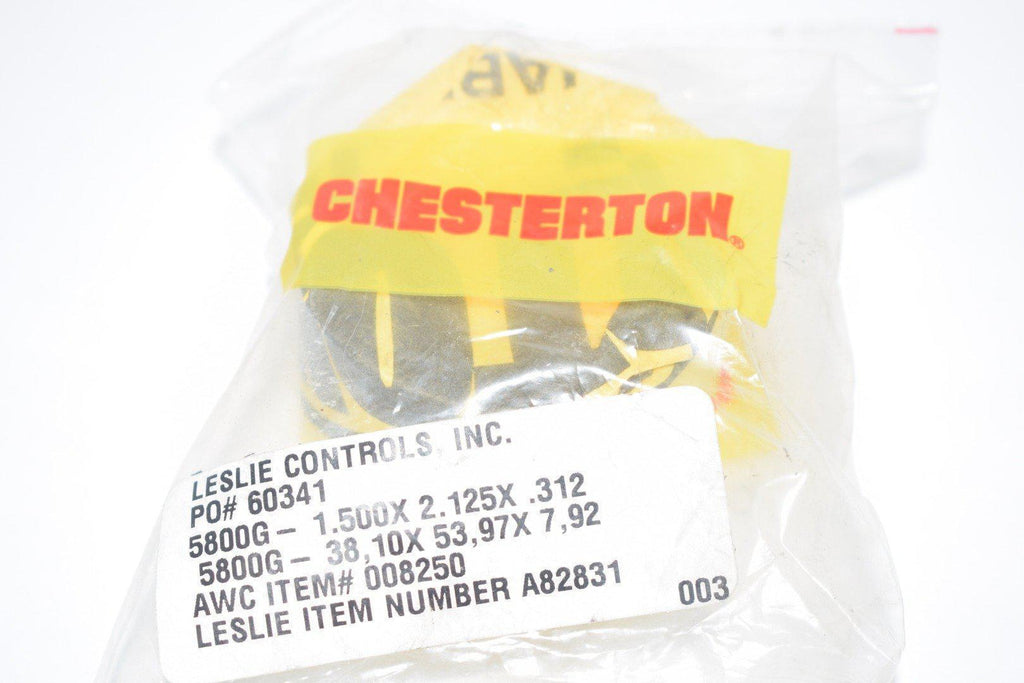 CHESTERTON®
LESLIE CONTROLS, INC.
PO# 60341
5800G – 1.500X 2.125X .312
5800G – 38,10X 53,97X 7,92
AWC ITEM# 008250
LESLIE ITEM NUMBER A82831
003